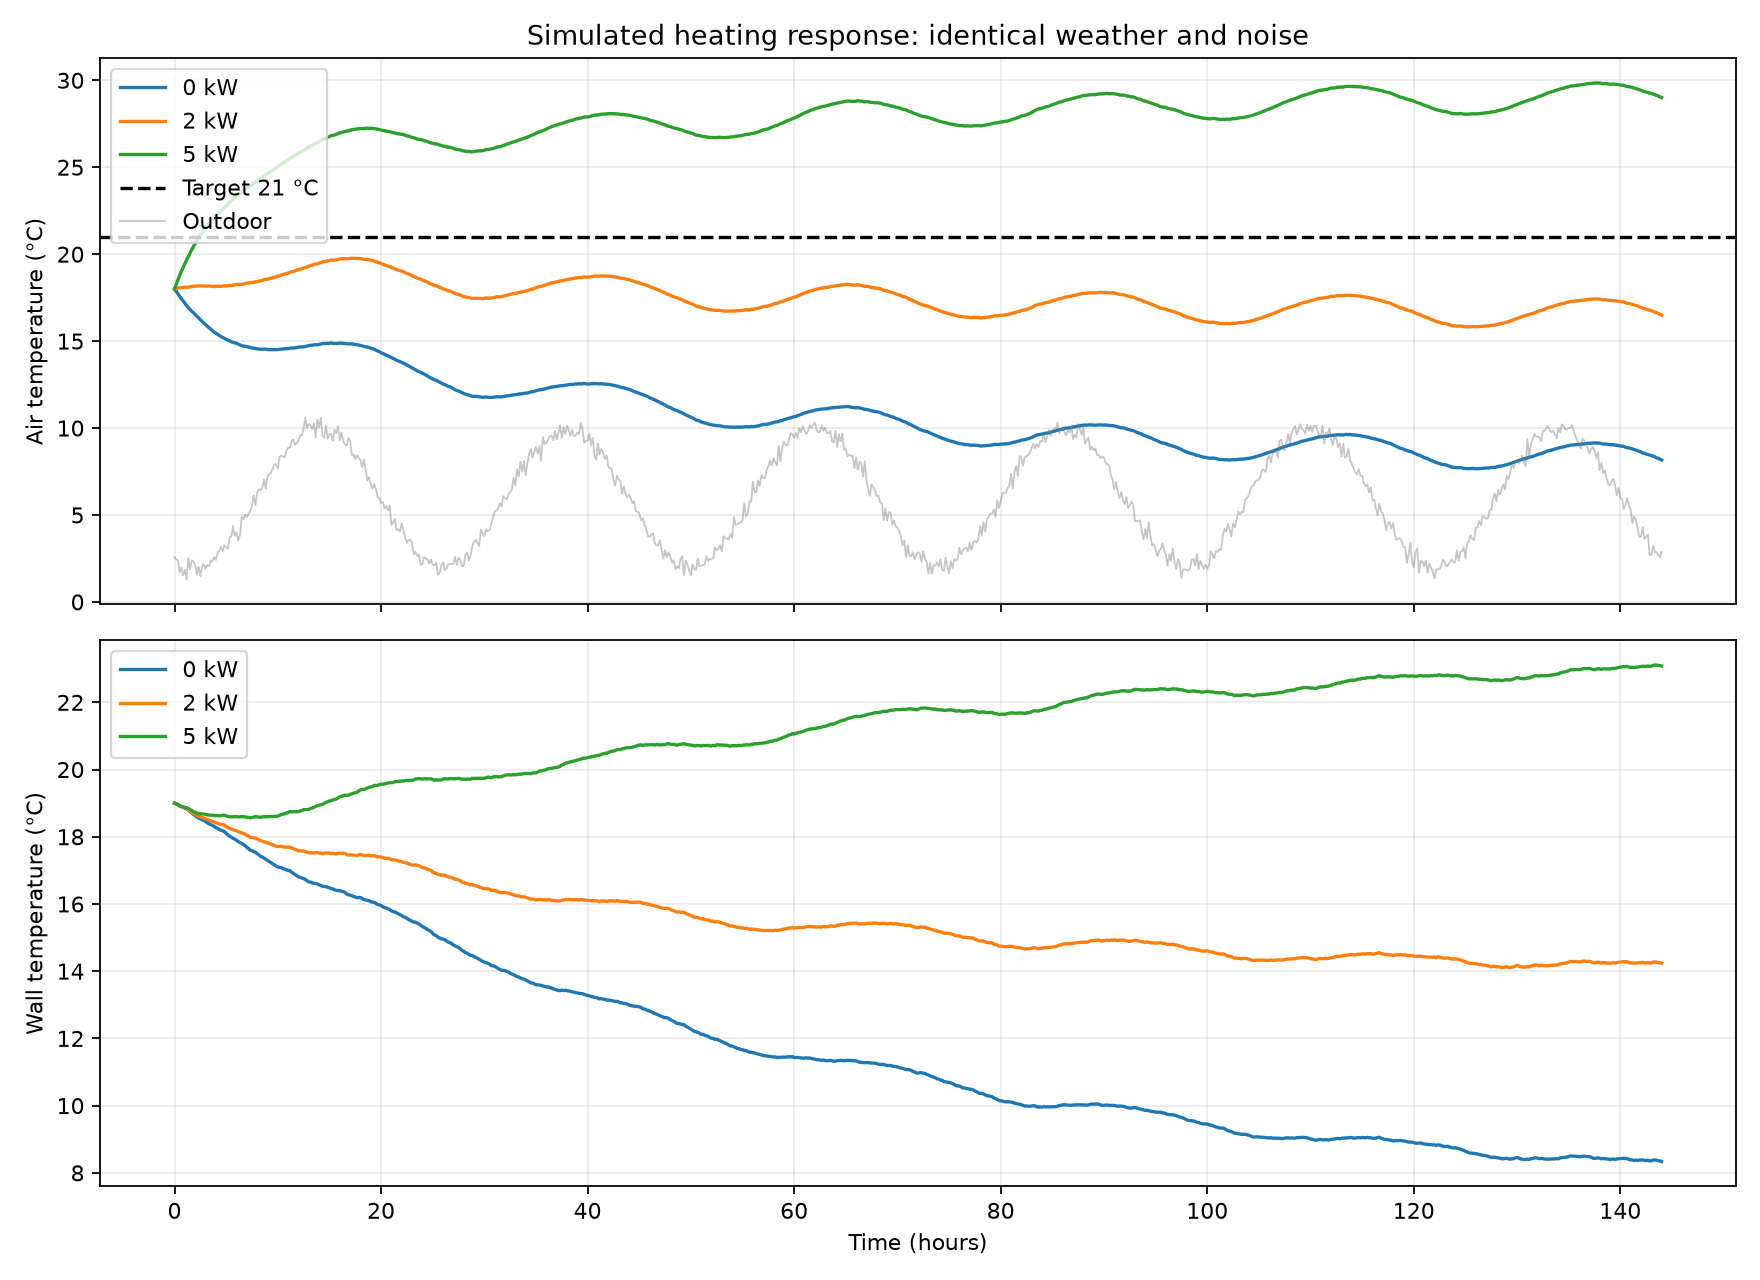 Simulated heating response: identical weather and noise
0 kW
2 kW
5 kW
Target 21 °C
Outdoor
Air temperature (°C)
30
25
20
15
10
5
0
0 kW
2 kW
5 kW
Wall temperature (°C)
22
20
18
16
14
12
10
8
0 20 40 60 80 100 120 140
Time (hours)